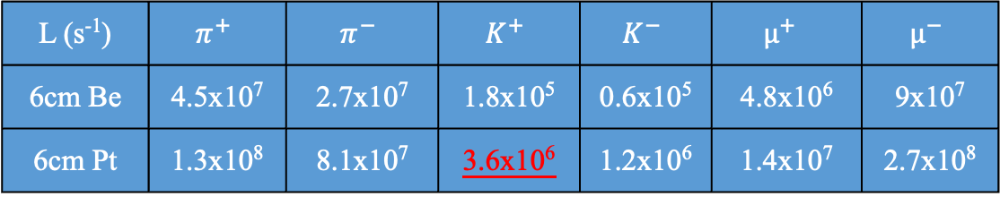 L (s⁻¹) π⁺ π⁻ K⁺ K⁻ μ⁺ μ⁻
6cm Be 4.5x10⁷ 2.7x10⁷ 1.8x10⁵ 0.6x10⁵ 4.8x10⁶ 9x10⁷
6cm Pt 1.3x10⁸ 8.1x10⁷ 3.6x10⁶ 1.2x10⁶ 1.4x10⁷ 2.7x10⁸